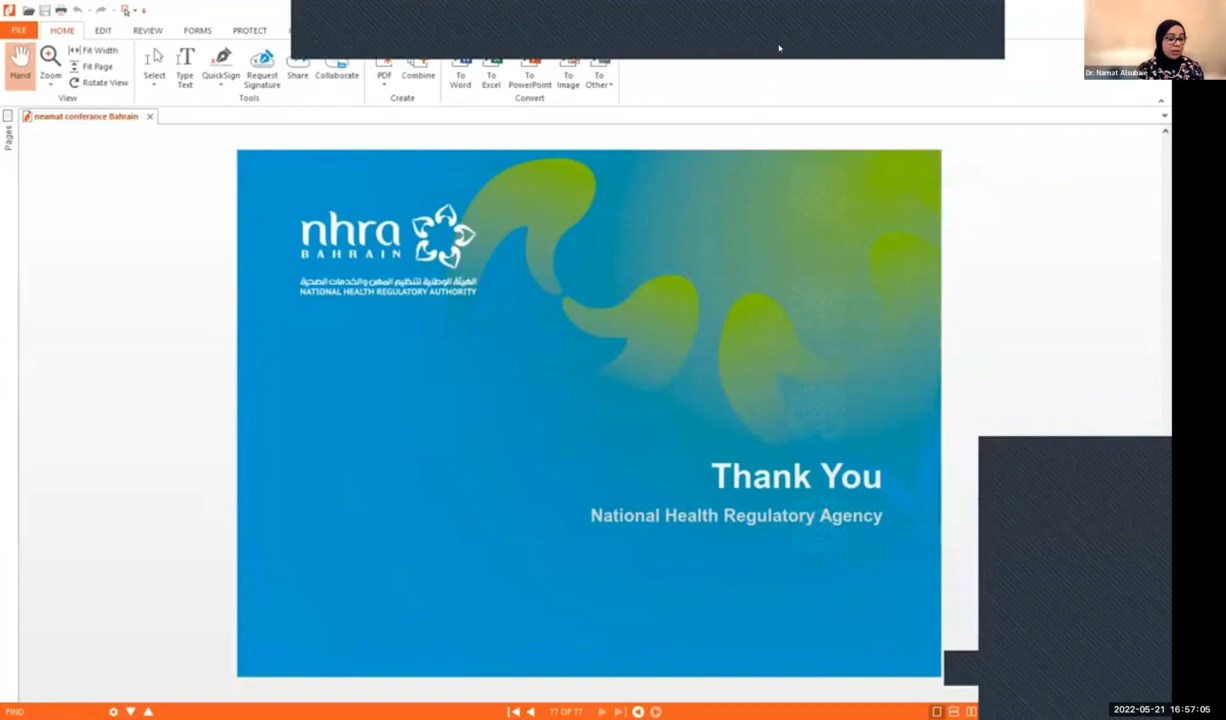 FILE
HOME
EDIT
REVIEW
FORMS
PROTECT
Hand
Zoom
Fit Width
Fit Page
Rotate View
View
Select
Type
Text
QuickSign
Request
Signature
Share
Collaborate
Tools
PDF
Combine
Create
To
Word
To
Excel
To
PowerPoint
To
Image
To
Other
Convert
Dr. Namat Alsubaie
neamat conferance Bahrain
Pages
nhra
BAHRAIN
الهيئة الوطنية لتنظيم المهن والخدمات الصحية
NATIONAL HEALTH REGULATORY AUTHORITY
Thank You
National Health Regulatory Agency
FIND
77 OF 77
2022-05-21 16:57:05